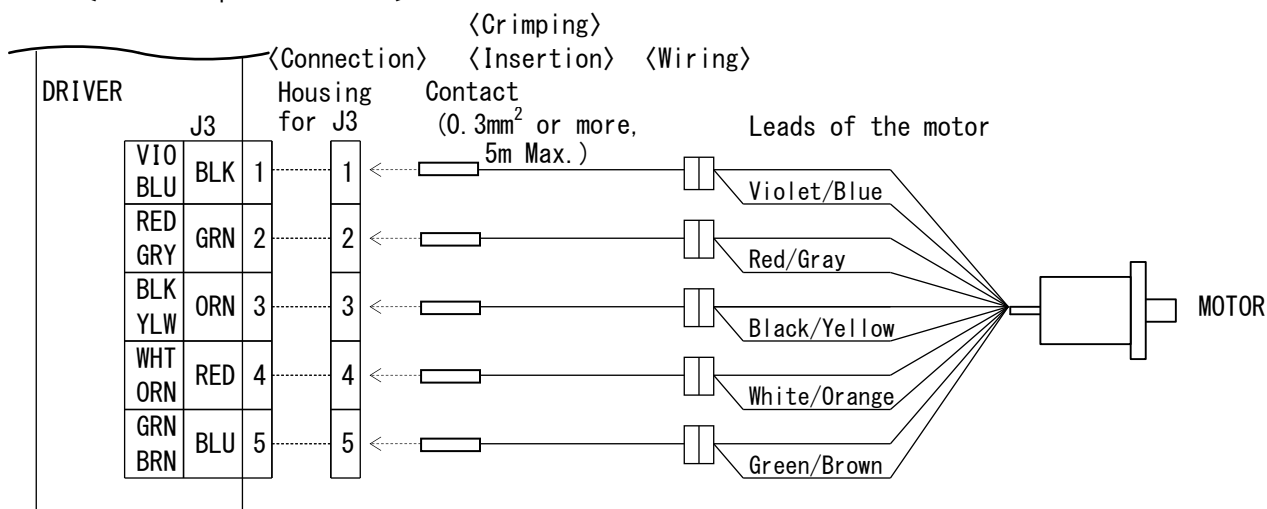 〈Crimping〉
〈Connection〉 〈Insertion〉 〈Wiring〉
DRIVER Housing Contact
J3 for J3 (0.3mm² or more, Leads of the motor
5m Max.)
VIO
BLU BLK 1 1 Violet/Blue
RED
GRY GRN 2 2 Red/Gray
BLK
YLW ORN 3 3 Black/Yellow
MOTOR
WHT
ORN RED 4 4 White/Orange
GRN
BRN BLU 5 5 Green/Brown